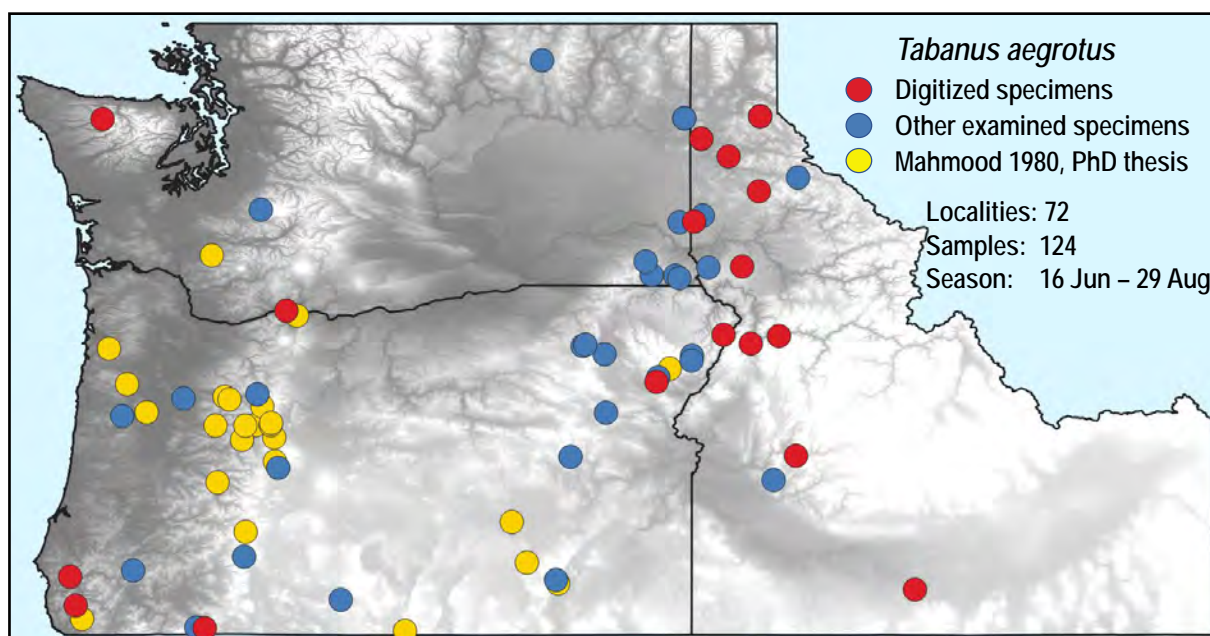 Tabanus aegrotus
Digitized specimens
Other examined specimens
Mahmood 1980, PhD thesis
Localities: 72
Samples: 124
Season: 16 Jun – 29 Aug